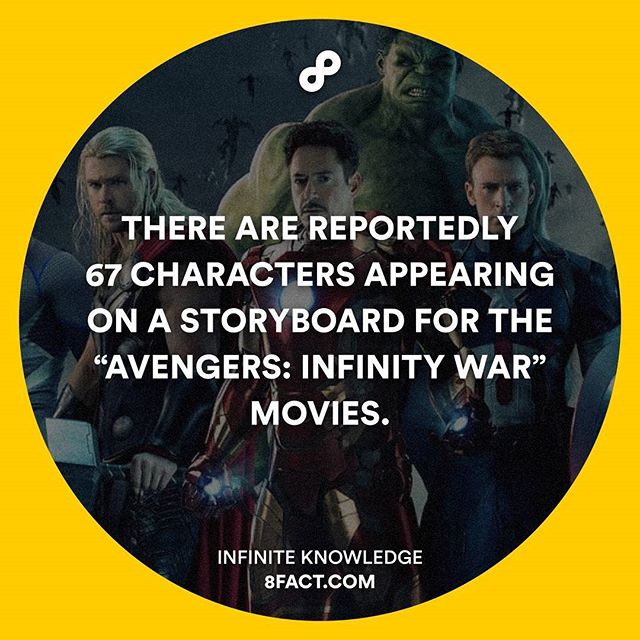 THERE ARE REPORTEDLY
67 CHARACTERS APPEARING
ON A STORYBOARD FOR THE
“AVENGERS: INFINITY WAR”
MOVIES.
INFINITE KNOWLEDGE
8FACT.COM